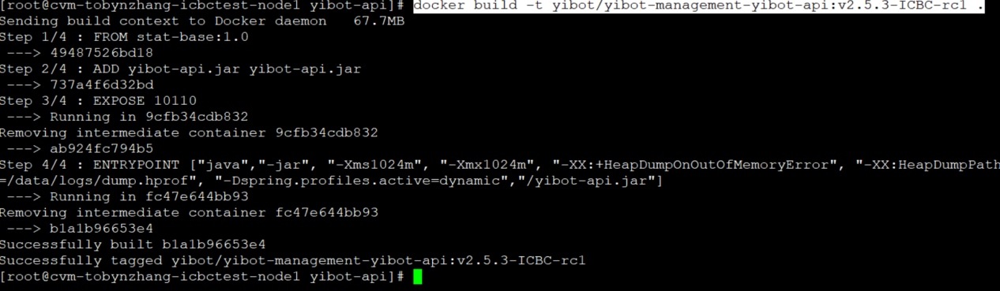 [root@cvm-tobynzhang-icbctest-node1 yibot-api]# docker build -t yibot/yibot-management-yibot-api:v2.5.3-ICBC-rc1 .
Sending build context to Docker daemon   67.7MB
Step 1/4 : FROM stat-base:1.0
 ---> 49487526bd18
Step 2/4 : ADD yibot-api.jar yibot-api.jar
 ---> 737a4f6d32bd
Step 3/4 : EXPOSE 10110
 ---> Running in 9cfb34cdb832
Removing intermediate container 9cfb34cdb832
 ---> ab924fc794b5
Step 4/4 : ENTRYPOINT ["java","-jar", "-Xms1024m", "-Xmx1024m", "-XX:+HeapDumpOnOutOfMemoryError", "-XX:HeapDumpPath
=/data/logs/dump.hprof", "-Dspring.profiles.active=dynamic","/yibot-api.jar"]
 ---> Running in fc47e644bb93
Removing intermediate container fc47e644bb93
 ---> b1a1b96653e4
Successfully built b1a1b96653e4
Successfully tagged yibot/yibot-management-yibot-api:v2.5.3-ICBC-rc1
[root@cvm-tobynzhang-icbctest-node1 yibot-api]#